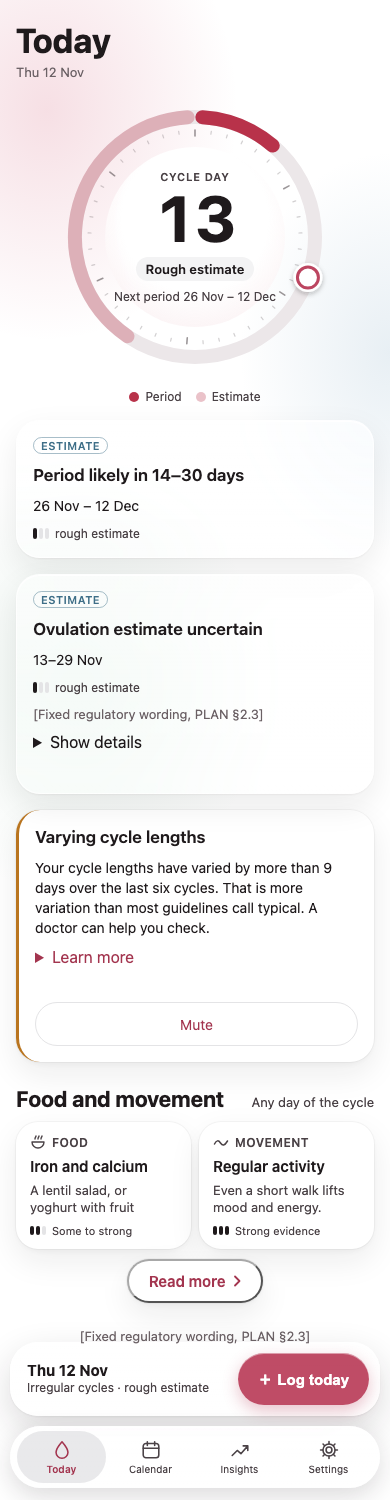 Today
Thu 12 Nov
CYCLE DAY
13
Rough estimate
Next period 26 Nov – 12 Dec
Period
Estimate
ESTIMATE
Period likely in 14–30 days
26 Nov – 12 Dec
rough estimate
ESTIMATE
Ovulation estimate uncertain
13–29 Nov
rough estimate
[Fixed regulatory wording, PLAN §2.3]
Show details
Varying cycle lengths
Your cycle lengths have varied by more than 9
days over the last six cycles. That is more
variation than most guidelines call typical. A
doctor can help you check.
Learn more
Mute
Food and movement
Any day of the cycle
FOOD
Iron and calcium
A lentil salad, or
yoghurt with fruit
Some to strong
MOVEMENT
Regular activity
Even a short walk lifts
mood and energy.
Strong evidence
Read more
[Fixed regulatory wording, PLAN §2.3]
Thu 12 Nov
Irregular cycles · rough estimate
+ Log today
Today
Calendar
Insights
Settings